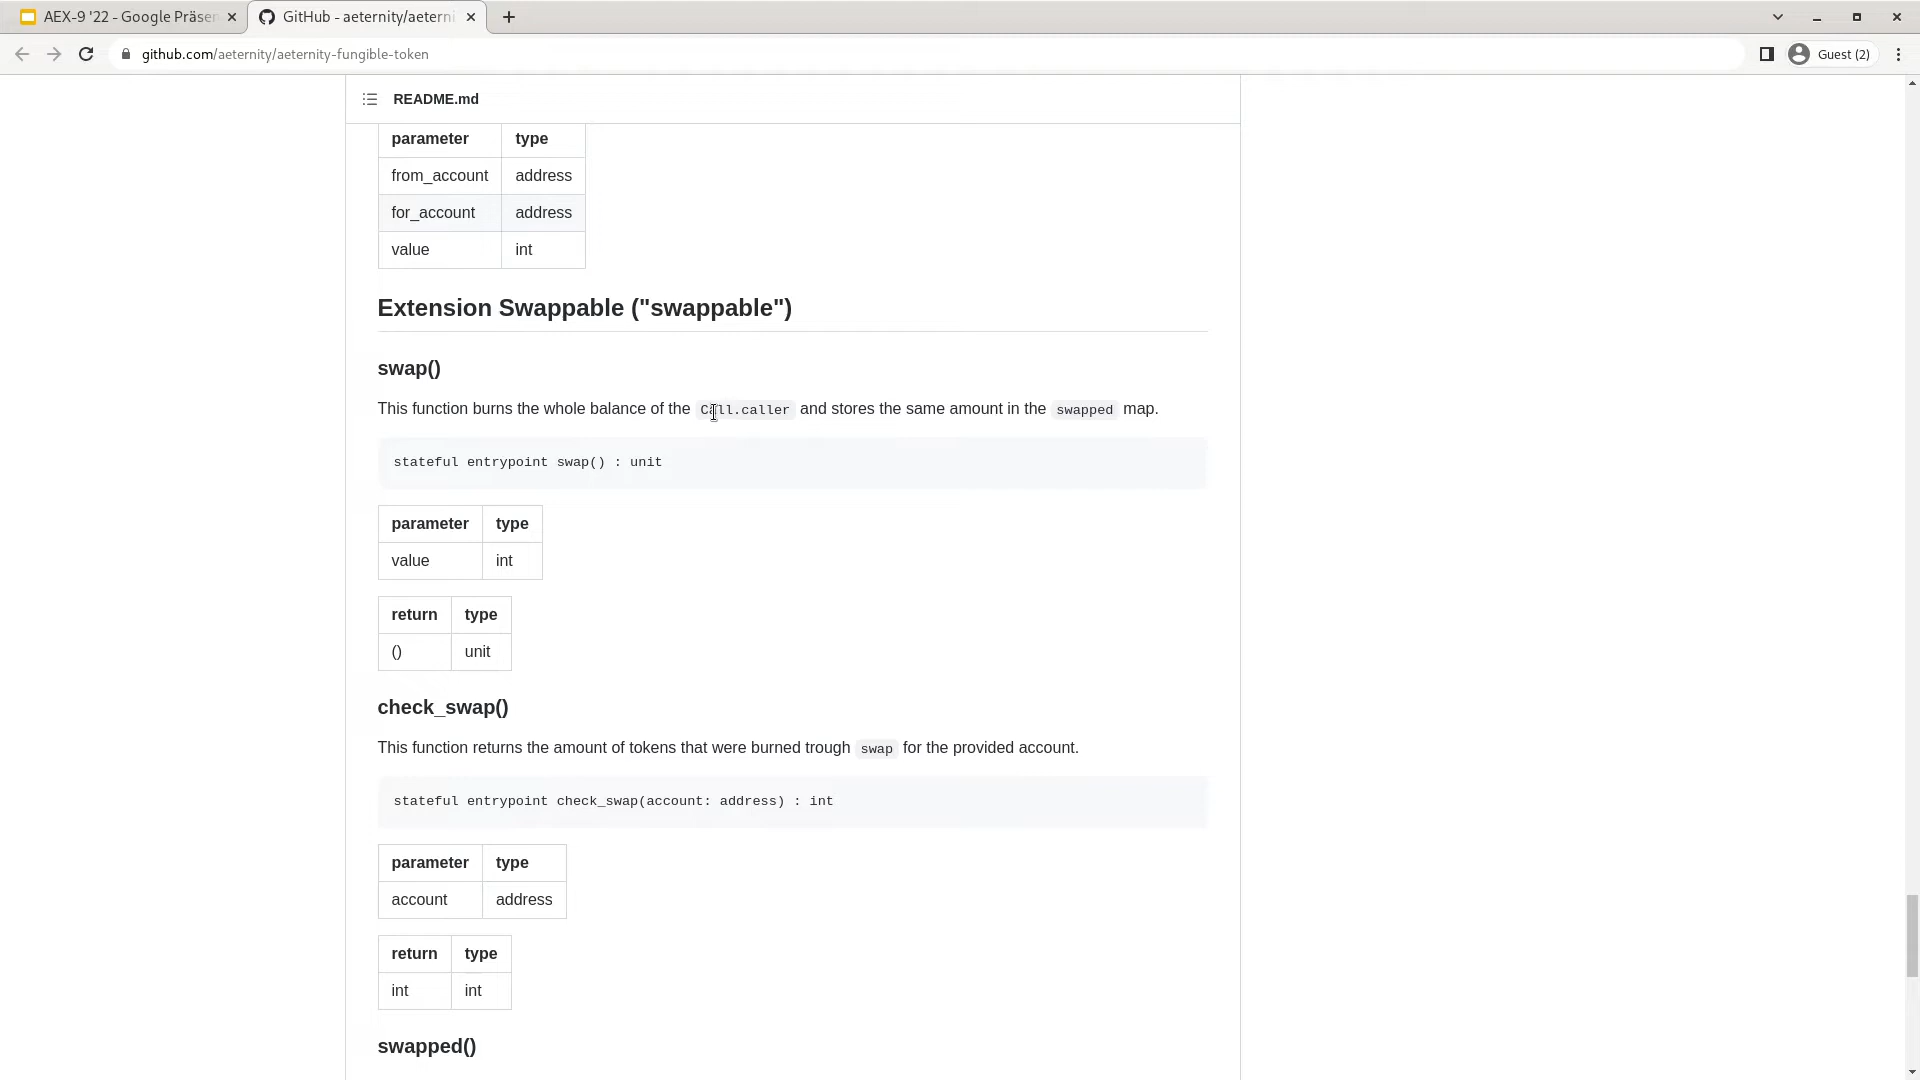 AEX-9 '22 - Google Präsen
GitHub - aeternity/aeterni
github.com/aeternity/aeternity-fungible-token
Guest (2)
README.md
parameter type
from_account address
for_account address
value int
Extension Swappable ("swappable")
swap()
This function burns the whole balance of the Call.caller and stores the same amount in the swapped map.
stateful entrypoint swap() : unit
parameter type
value int
return type
() unit
check_swap()
This function returns the amount of tokens that were burned trough swap for the provided account.
stateful entrypoint check_swap(account: address) : int
parameter type
account address
return type
int int
swapped()